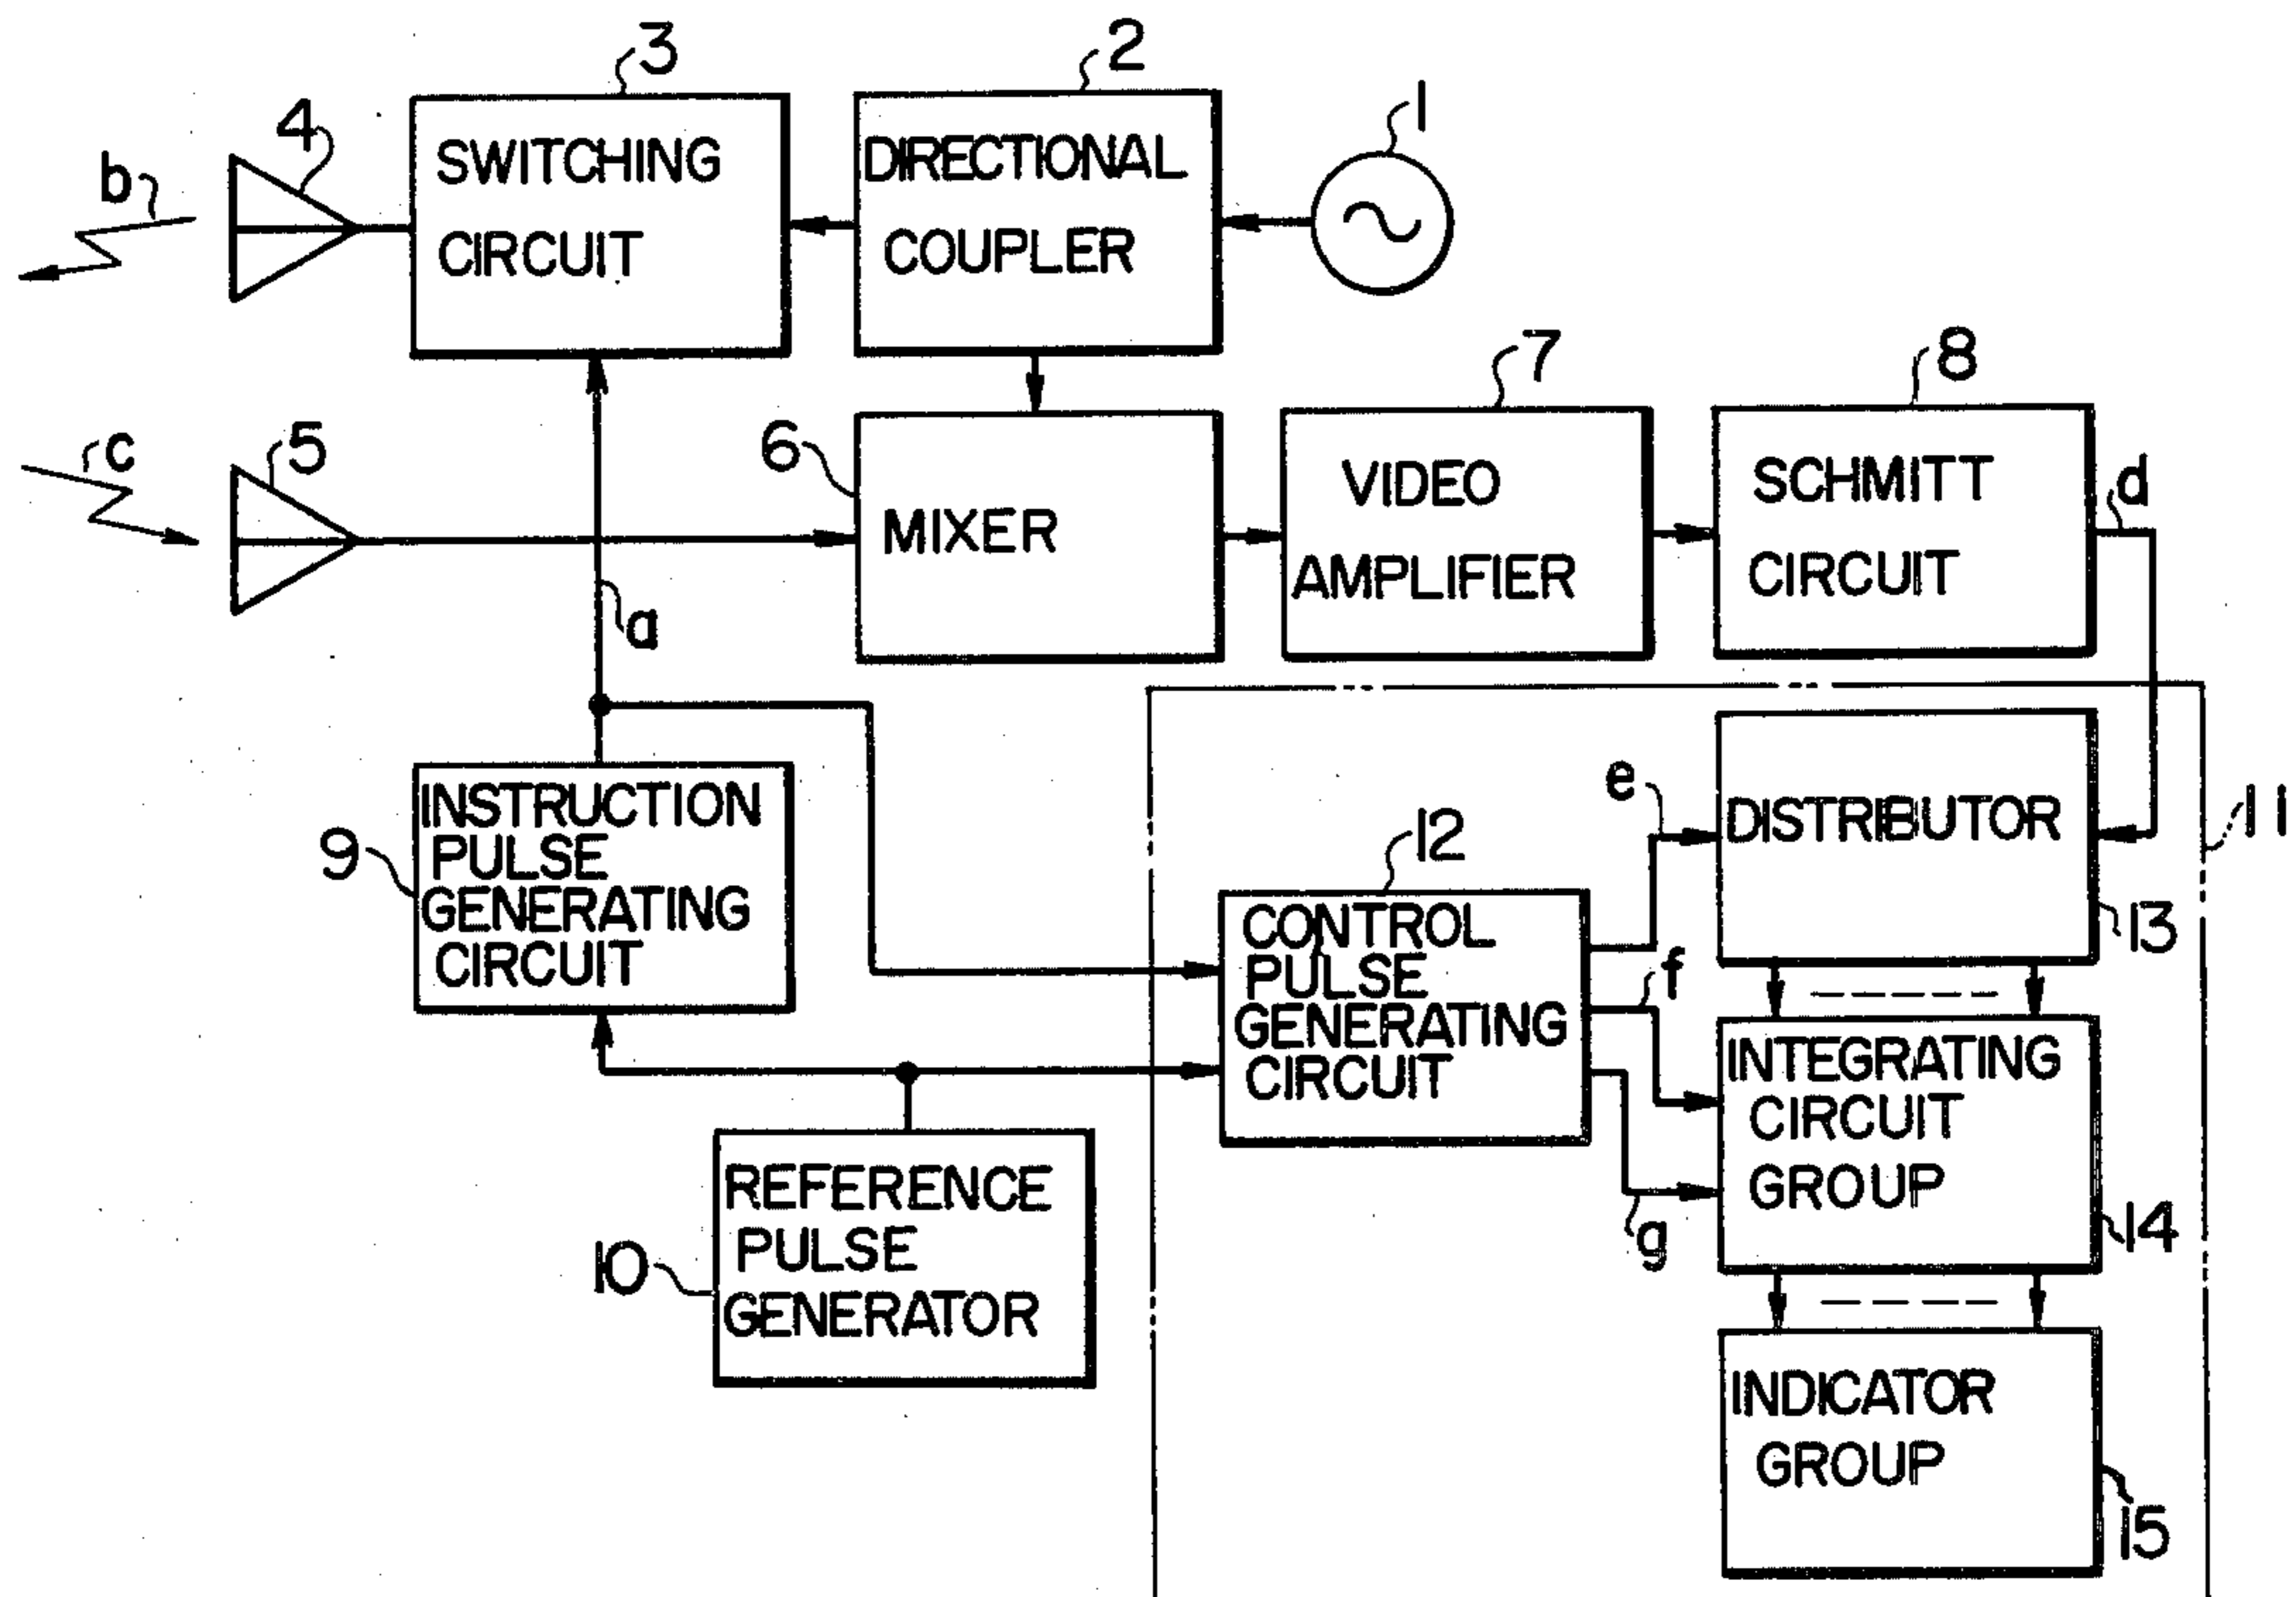 3
2
1
4
b
SWITCHING
CIRCUIT
DIRECTIONAL
COUPLER
7
8
c
5
6
MIXER
VIDEO
AMPLIFIER
SCHMITT
CIRCUIT
d
a
9
INSTRUCTION
PULSE
GENERATING
CIRCUIT
e
DISTRIBUTOR
11
13
12
CONTROL
PULSE
GENERATING
CIRCUIT
f
g
INTEGRATING
CIRCUIT
GROUP
14
10
REFERENCE
PULSE
GENERATOR
INDICATOR
GROUP
15